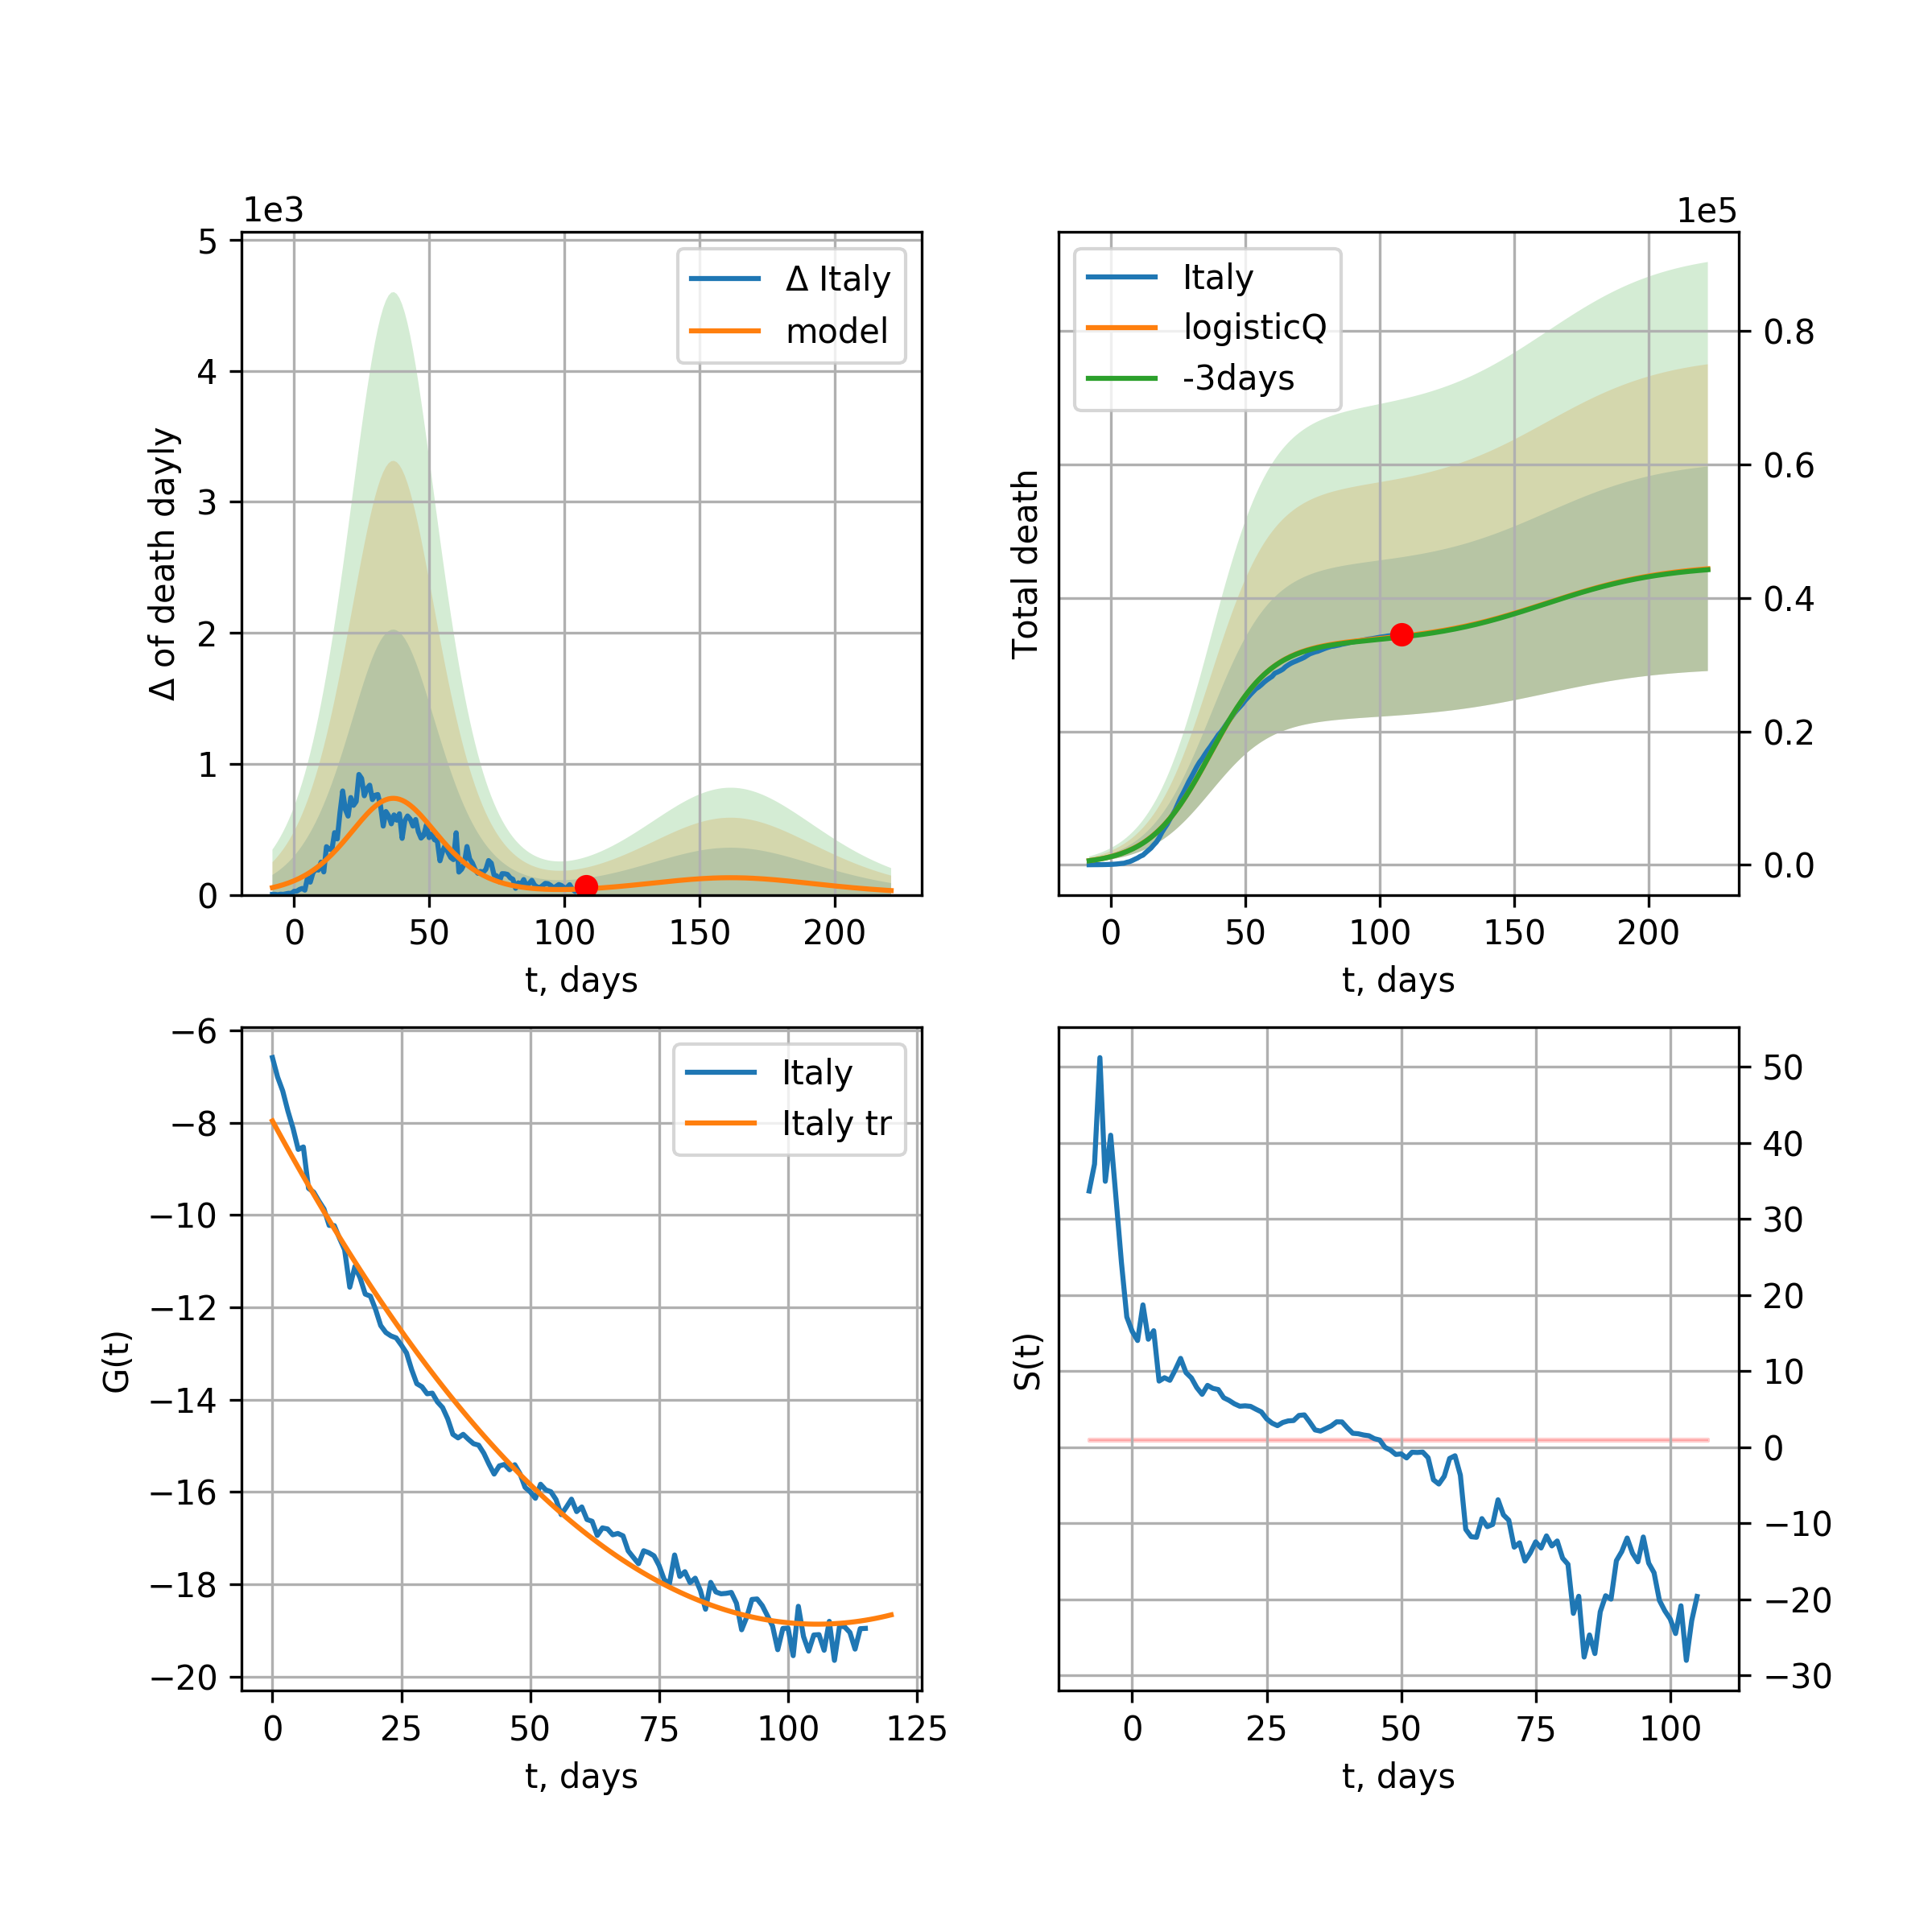 1e3
5
4
3
2
1
0
Δ of death dayly
Δ Italy
model
0 50 100 150 200
t, days
1e5
Total death
Italy
logisticQ
-3days
0.8
0.6
0.4
0.2
0.0
0 50 100 150 200
t, days
−6
−8
−10
−12
−14
−16
−18
−20
G(t)
Italy
Italy tr
0 25 50 75 100 125
t, days
S(t)
50
40
30
20
10
0
−10
−20
−30
0 25 50 75 100
t, days